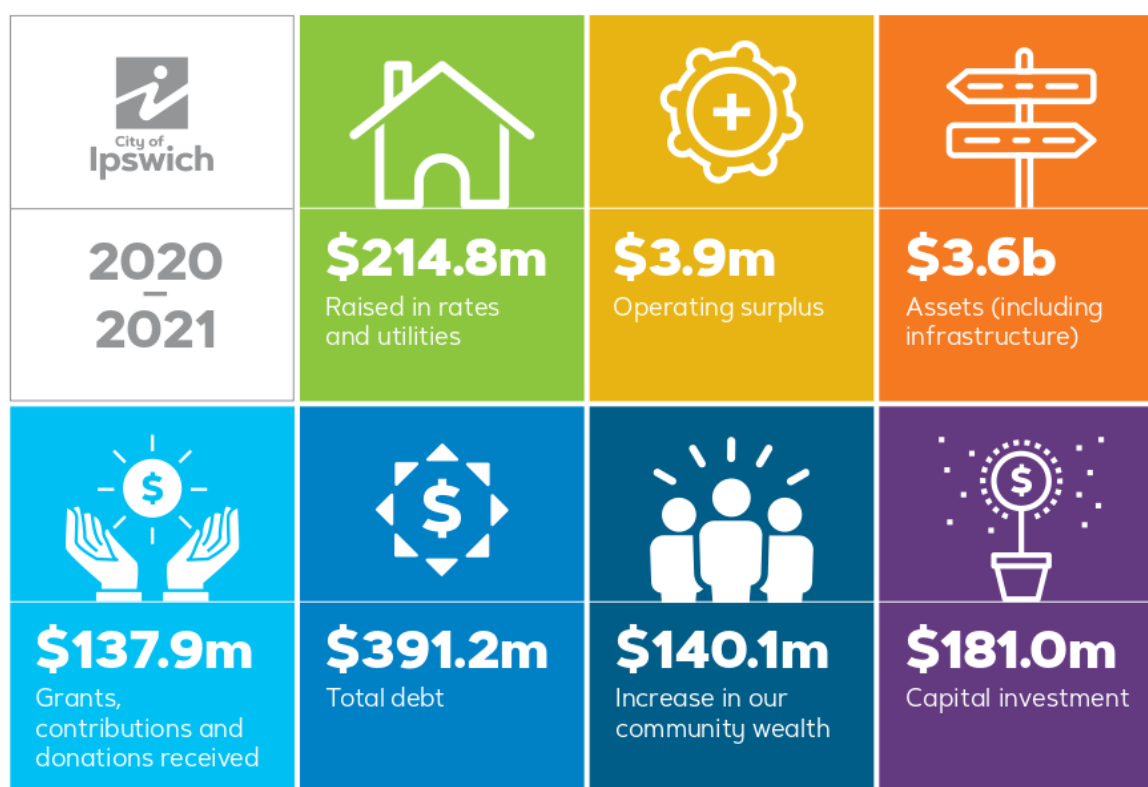 City of
Ipswich
2020
–
2021
$214.8m
Raised in rates
and utilities
$3.9m
Operating surplus
$3.6b
Assets (including
infrastructure)
$
$137.9m
Grants,
contributions and
donations received
$
$391.2m
Total debt
$140.1m
Increase in our
community wealth
$
$181.0m
Capital investment